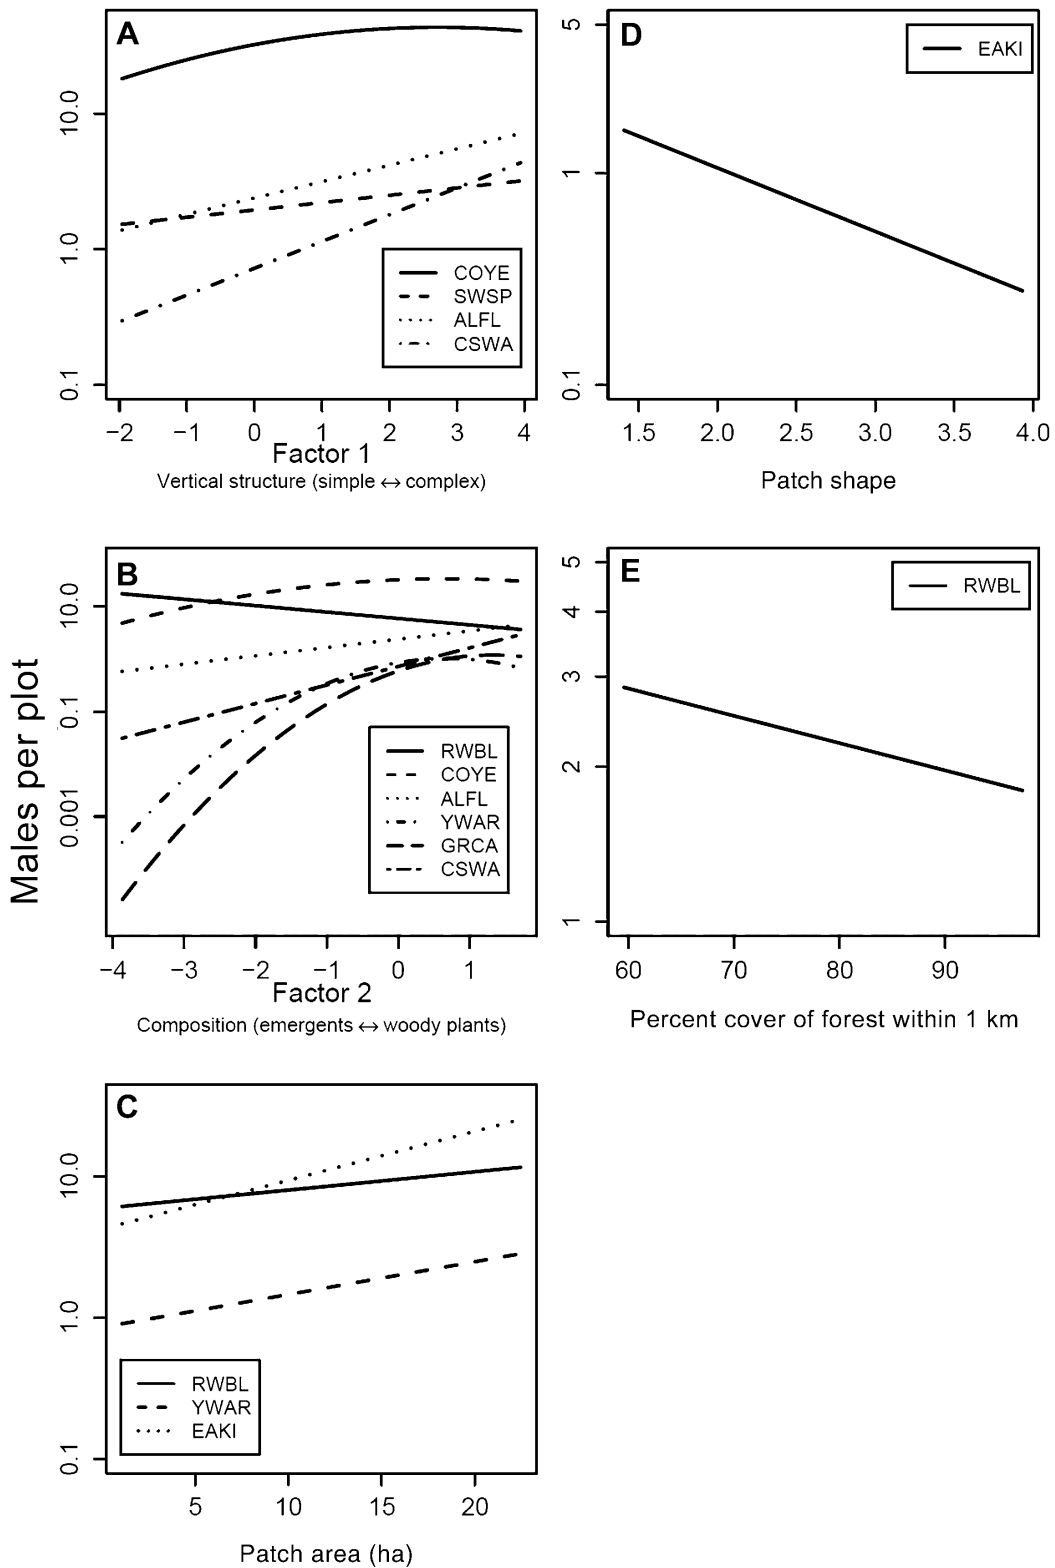 A
10.0
1.0
0.1
COYE
SWSP
ALFL
CSWA
−2 −1 0 1 2 3 4
Factor 1
Vertical structure (simple ↔ complex)
D
5
1
0.1
EAKI
1.5 2.0 2.5 3.0 3.5 4.0
Patch shape
Males per plot
B
10.0
0.1
0.001
RWBL
COYE
ALFL
YWAR
GRCA
CSWA
−4 −3 −2 −1 0 1
Factor 2
Composition (emergents ↔ woody plants)
E
5
4
3
2
1
RWBL
60 70 80 90
Percent cover of forest within 1 km
C
10.0
1.0
0.1
RWBL
YWAR
EAKI
5 10 15 20
Patch area (ha)